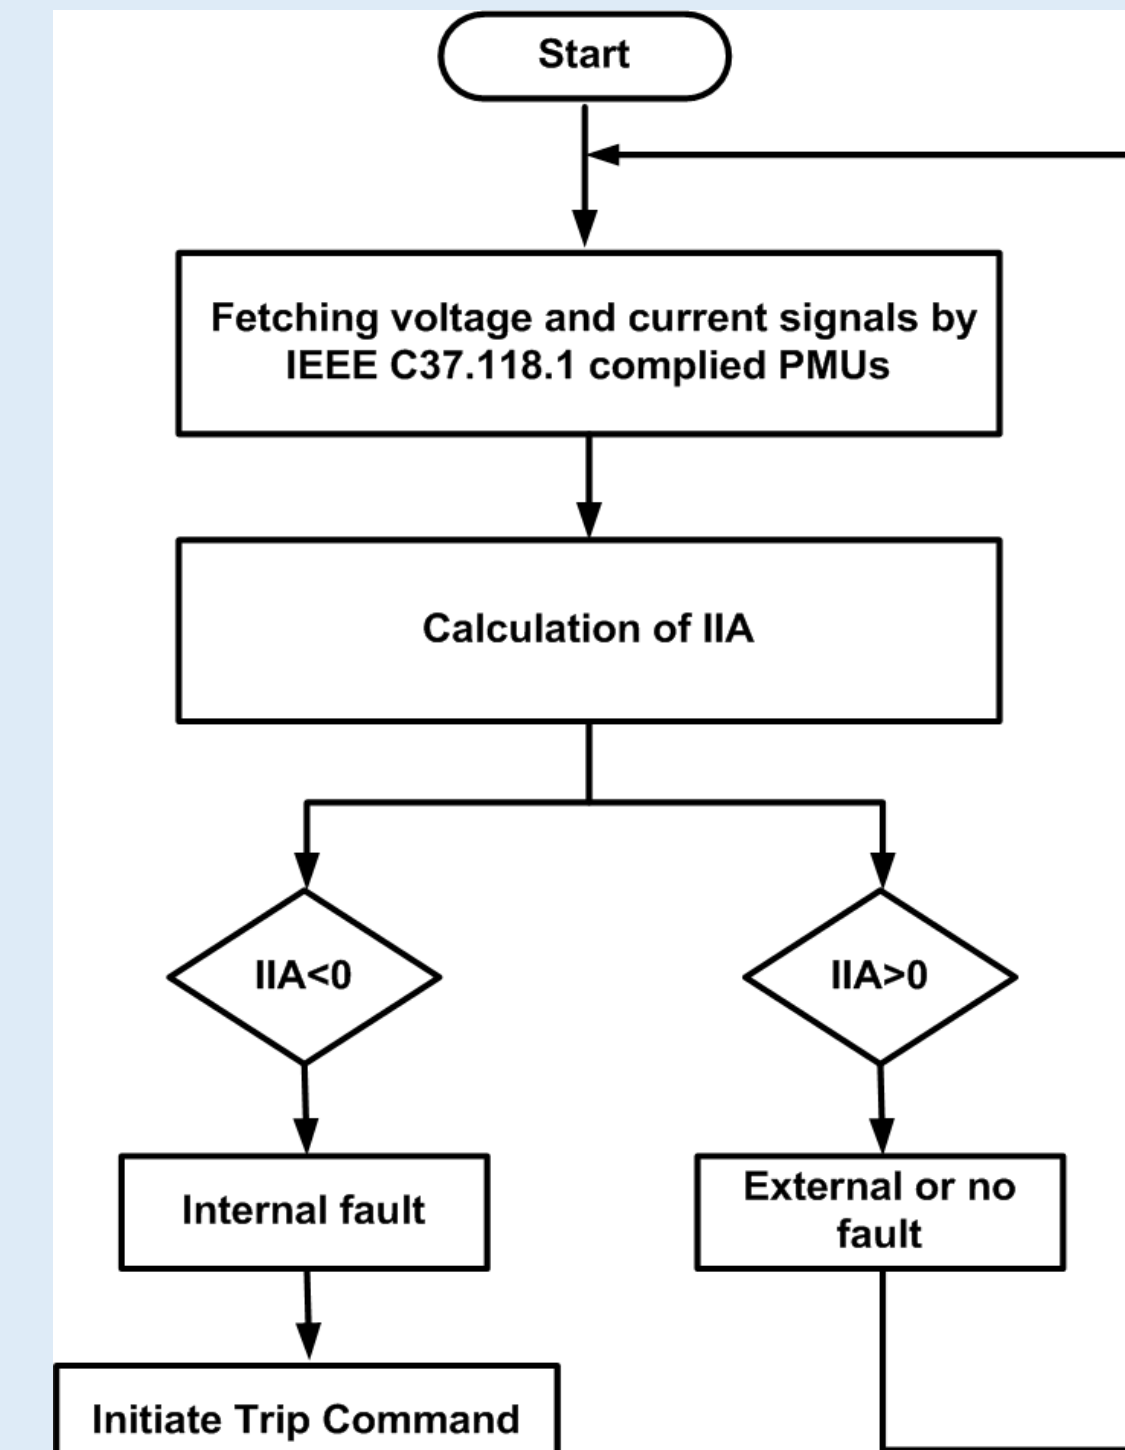 Start
Fetching voltage and current signals by
IEEE C37.118.1 complied PMUs
Calculation of IIA
IIA<0
IIA>0
Internal fault
External or no
fault
Initiate Trip Command